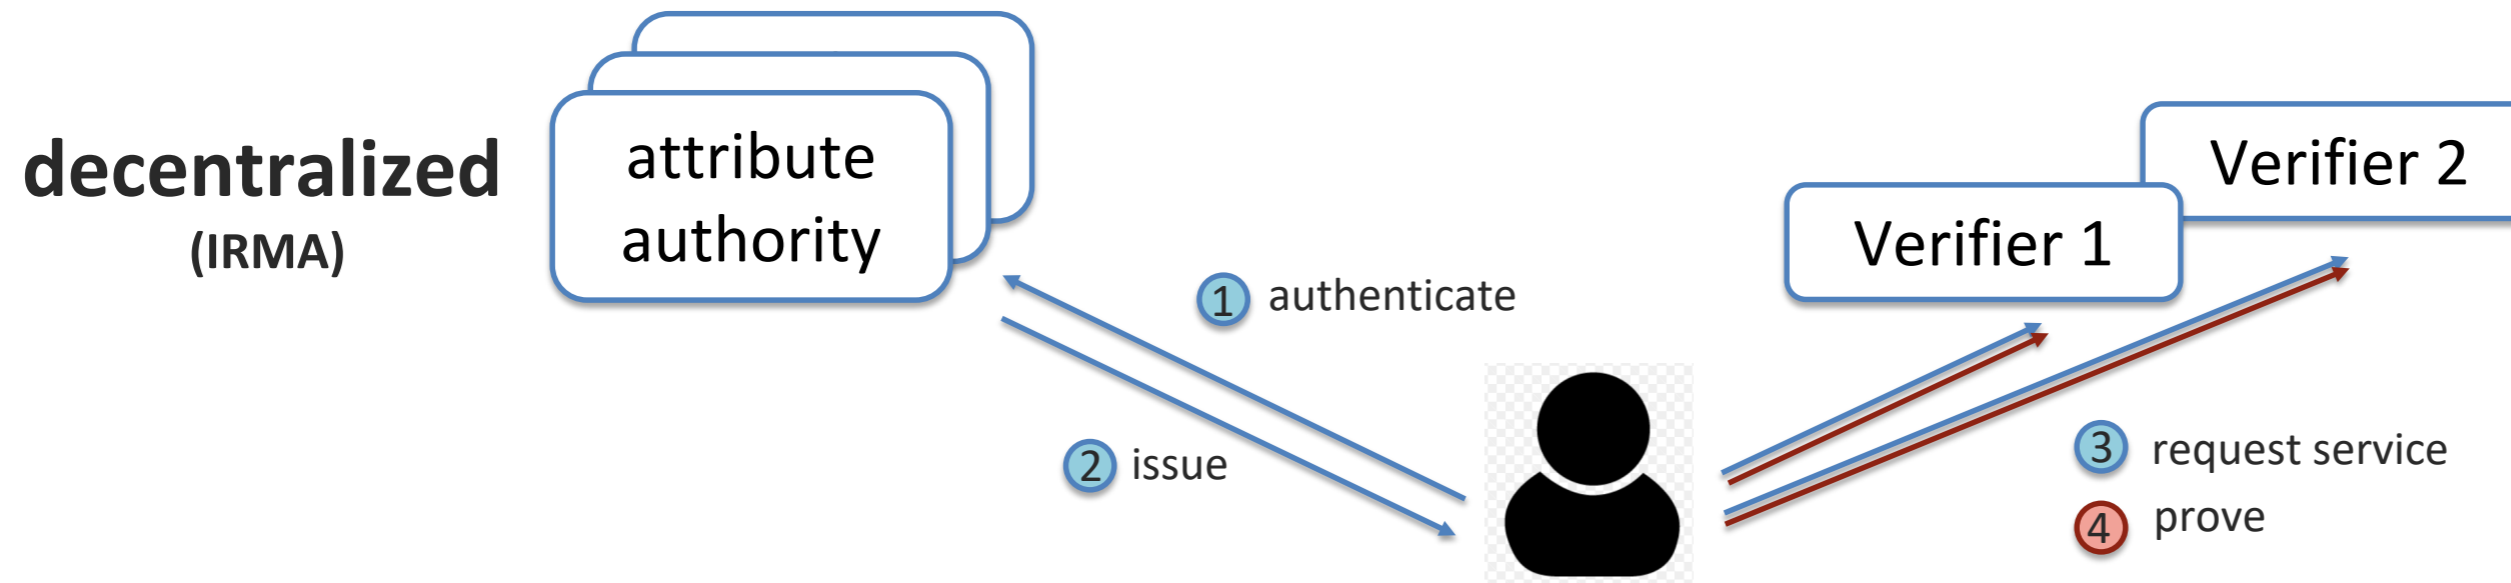 decentralized
(IRMA)
attribute
authority
1 authenticate
2 issue
Verifier 1
Verifier 2
3 request service
4 prove